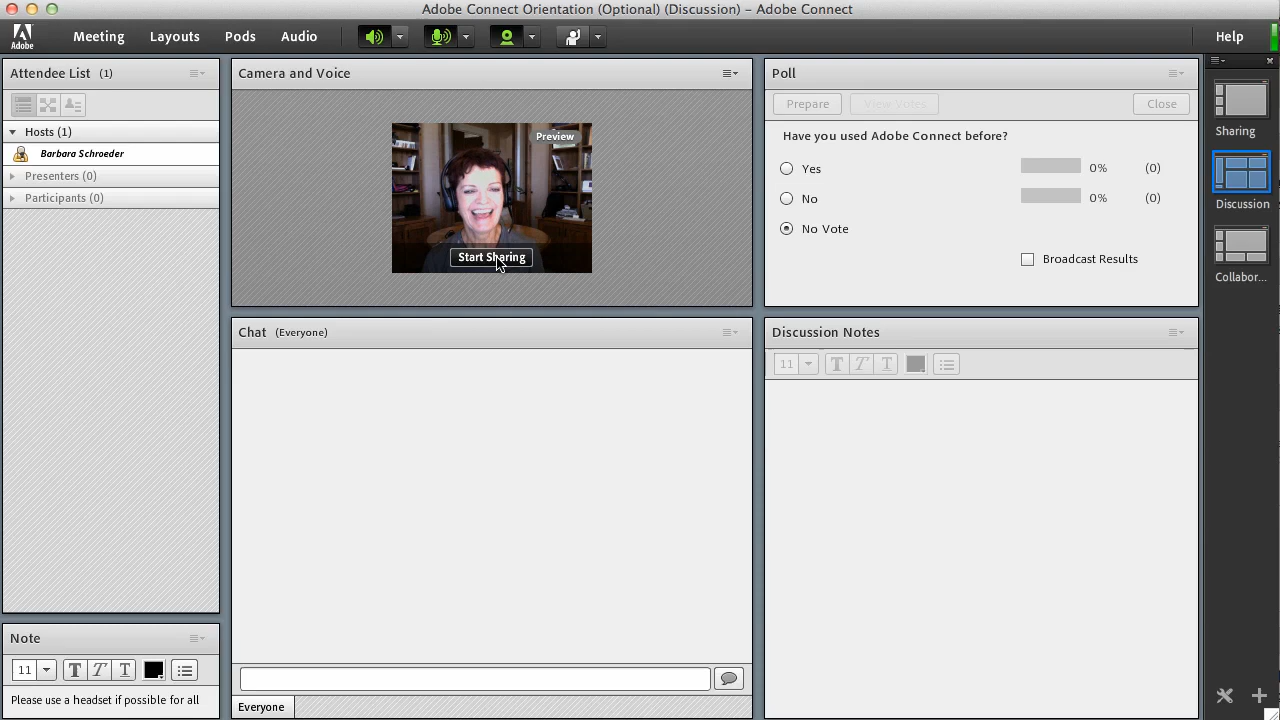 Adobe Connect Orientation (Optional) (Discussion) – Adobe Connect
Adobe
Meeting
Layouts
Pods
Audio
Help
Attendee List (1)
Hosts (1)
Barbara Schroeder
Presenters (0)
Participants (0)
Note
11
T T T
Please use a headset if possible for all
Camera and Voice
Preview
Start Sharing
Chat (Everyone)
Everyone
Poll
Prepare
View Votes
Close
Have you used Adobe Connect before?
Yes 0% (0)
No 0% (0)
No Vote
Broadcast Results
Discussion Notes
11
T T T
Sharing
Discussion
Collabor...